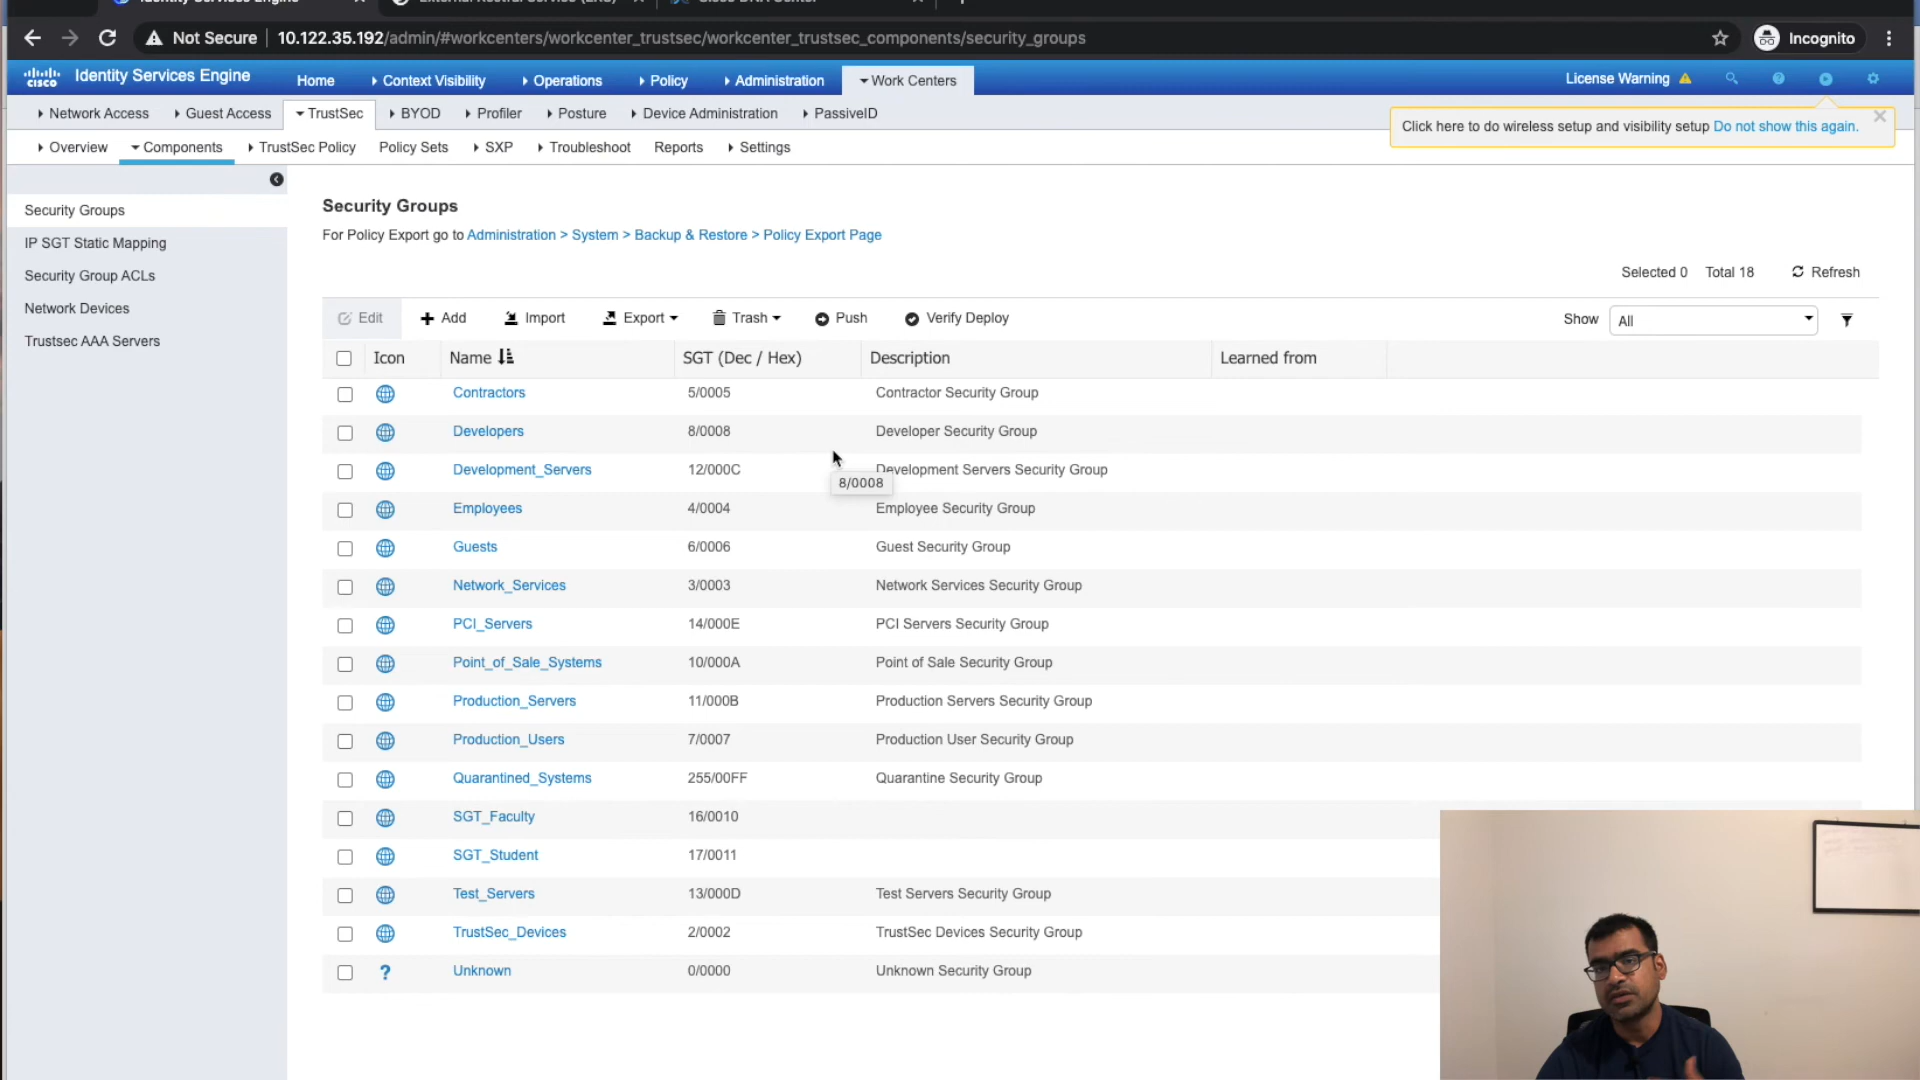 Not Secure 10.122.35.192/admin/#workcenters/workcenter_trustsec/workcenter_trustsec_components/security_groups Incognito
cisco Identity Services Engine Home Context Visibility Operations Policy Administration Work Centers License Warning
Network Access Guest Access TrustSec BYOD Profiler Posture Device Administration PassiveID
Click here to do wireless setup and visibility setup Do not show this again.
Overview Components TrustSec Policy Policy Sets SXP Troubleshoot Reports Settings
Security Groups
IP SGT Static Mapping
Security Group ACLs
Network Devices
Trustsec AAA Servers
Security Groups
For Policy Export go to Administration > System > Backup & Restore > Policy Export Page
Selected 0 Total 18 Refresh
Edit Add Import Export Trash Push Verify Deploy Show All
Icon Name SGT (Dec / Hex) Description Learned from
Contractors 5/0005 Contractor Security Group
Developers 8/0008 Developer Security Group
Development_Servers 12/000C Development Servers Security Group
8/0008
Employees 4/0004 Employee Security Group
Guests 6/0006 Guest Security Group
Network_Services 3/0003 Network Services Security Group
PCI_Servers 14/000E PCI Servers Security Group
Point_of_Sale_Systems 10/000A Point of Sale Security Group
Production_Servers 11/000B Production Servers Security Group
Production_Users 7/0007 Production User Security Group
Quarantined_Systems 255/00FF Quarantine Security Group
SGT_Faculty 16/0010
SGT_Student 17/0011
Test_Servers 13/000D Test Servers Security Group
TrustSec_Devices 2/0002 TrustSec Devices Security Group
? Unknown 0/0000 Unknown Security Group